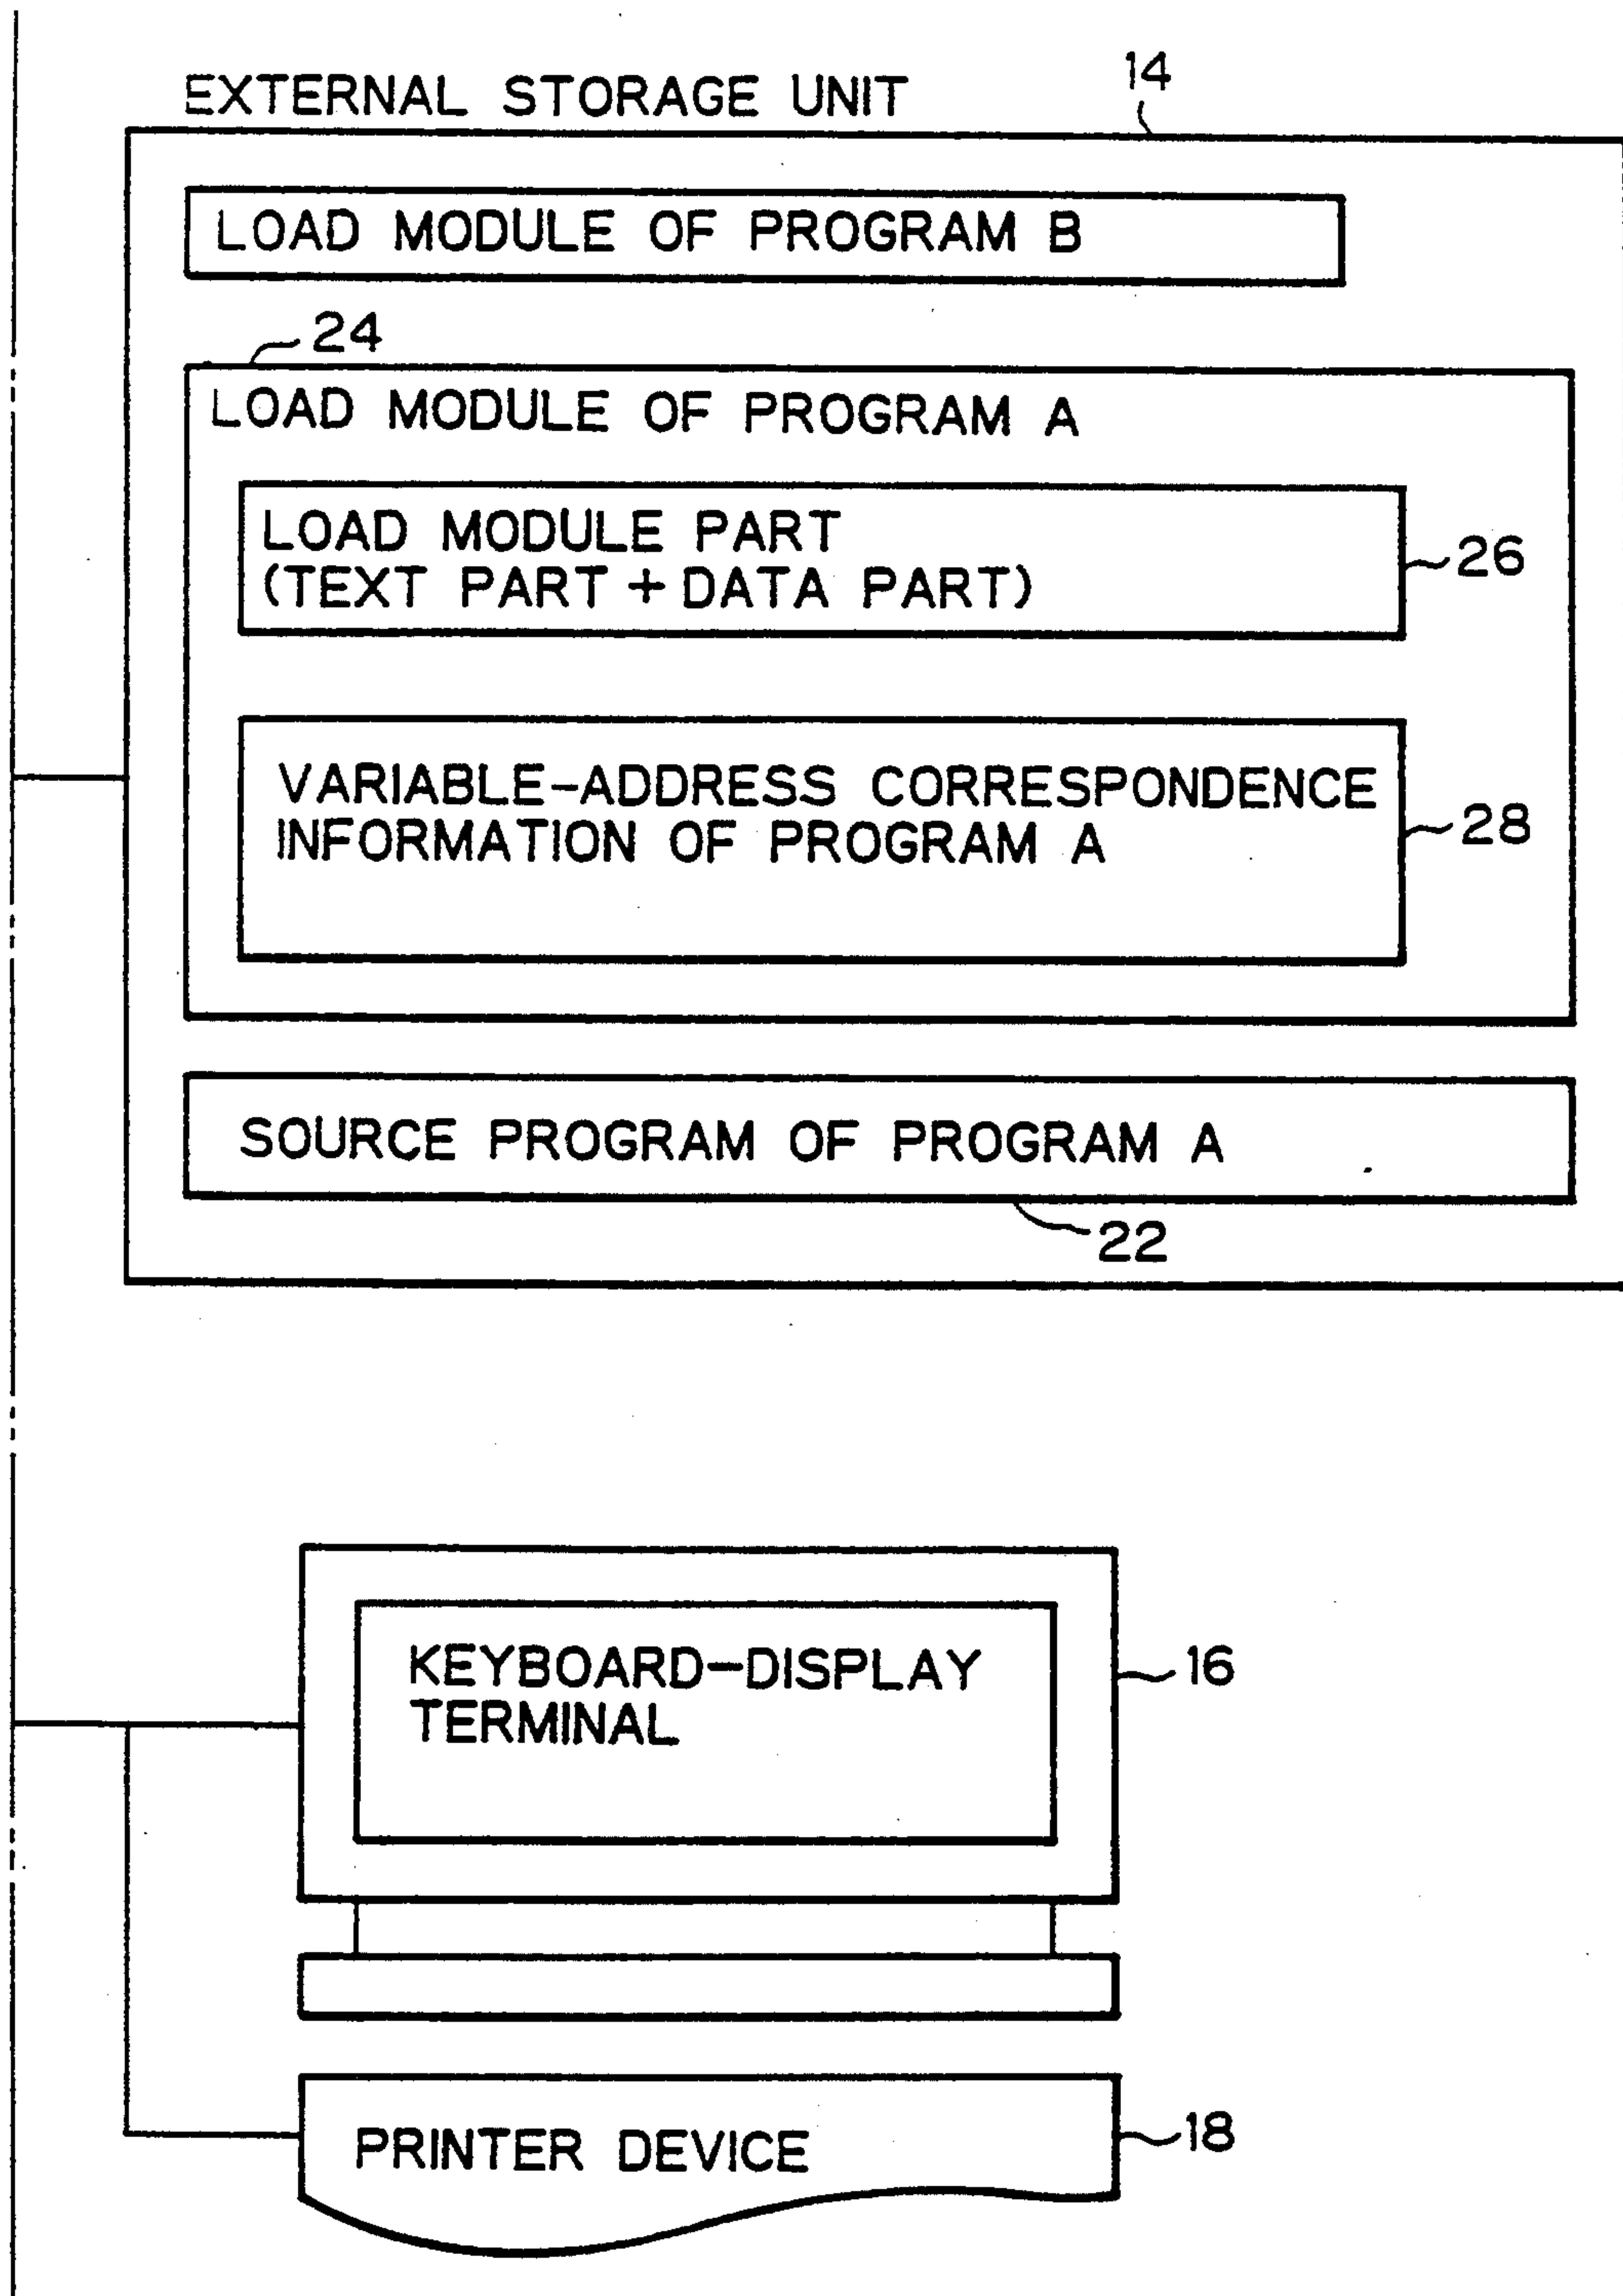 EXTERNAL STORAGE UNIT
14
LOAD MODULE OF PROGRAM B
24
LOAD MODULE OF PROGRAM A
LOAD MODULE PART
(TEXT PART + DATA PART)
26
VARIABLE-ADDRESS CORRESPONDENCE
INFORMATION OF PROGRAM A
28
SOURCE PROGRAM OF PROGRAM A
22
KEYBOARD-DISPLAY
TERMINAL
16
PRINTER DEVICE
18